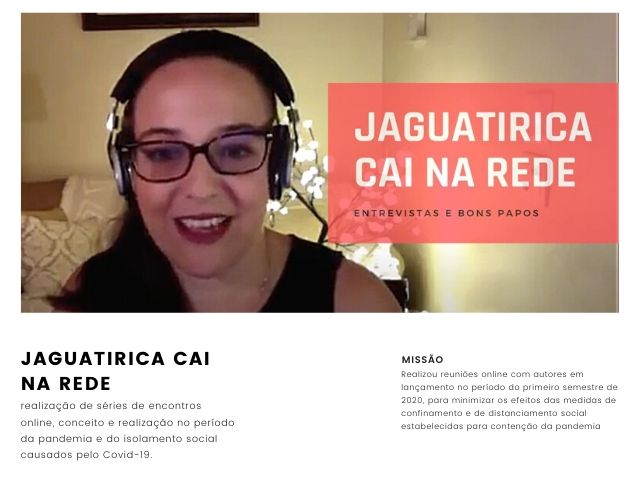 JAGUATIRICA
CAI NA REDE
ENTREVISTAS E BONS PAPOS
JAGUATIRICA CAI
NA REDE
realização de séries de encontros
online, conceito e realização no período
da pandemia e do isolamento social
causados pelo Covid-19.
MISSÃO
Realizou reuniões online com autores em
lançamento no período do primeiro semestre de
2020, para minimizar os efeitos das medidas de
confinamento e de distanciamento social
estabelecidas para contenção da pandemia